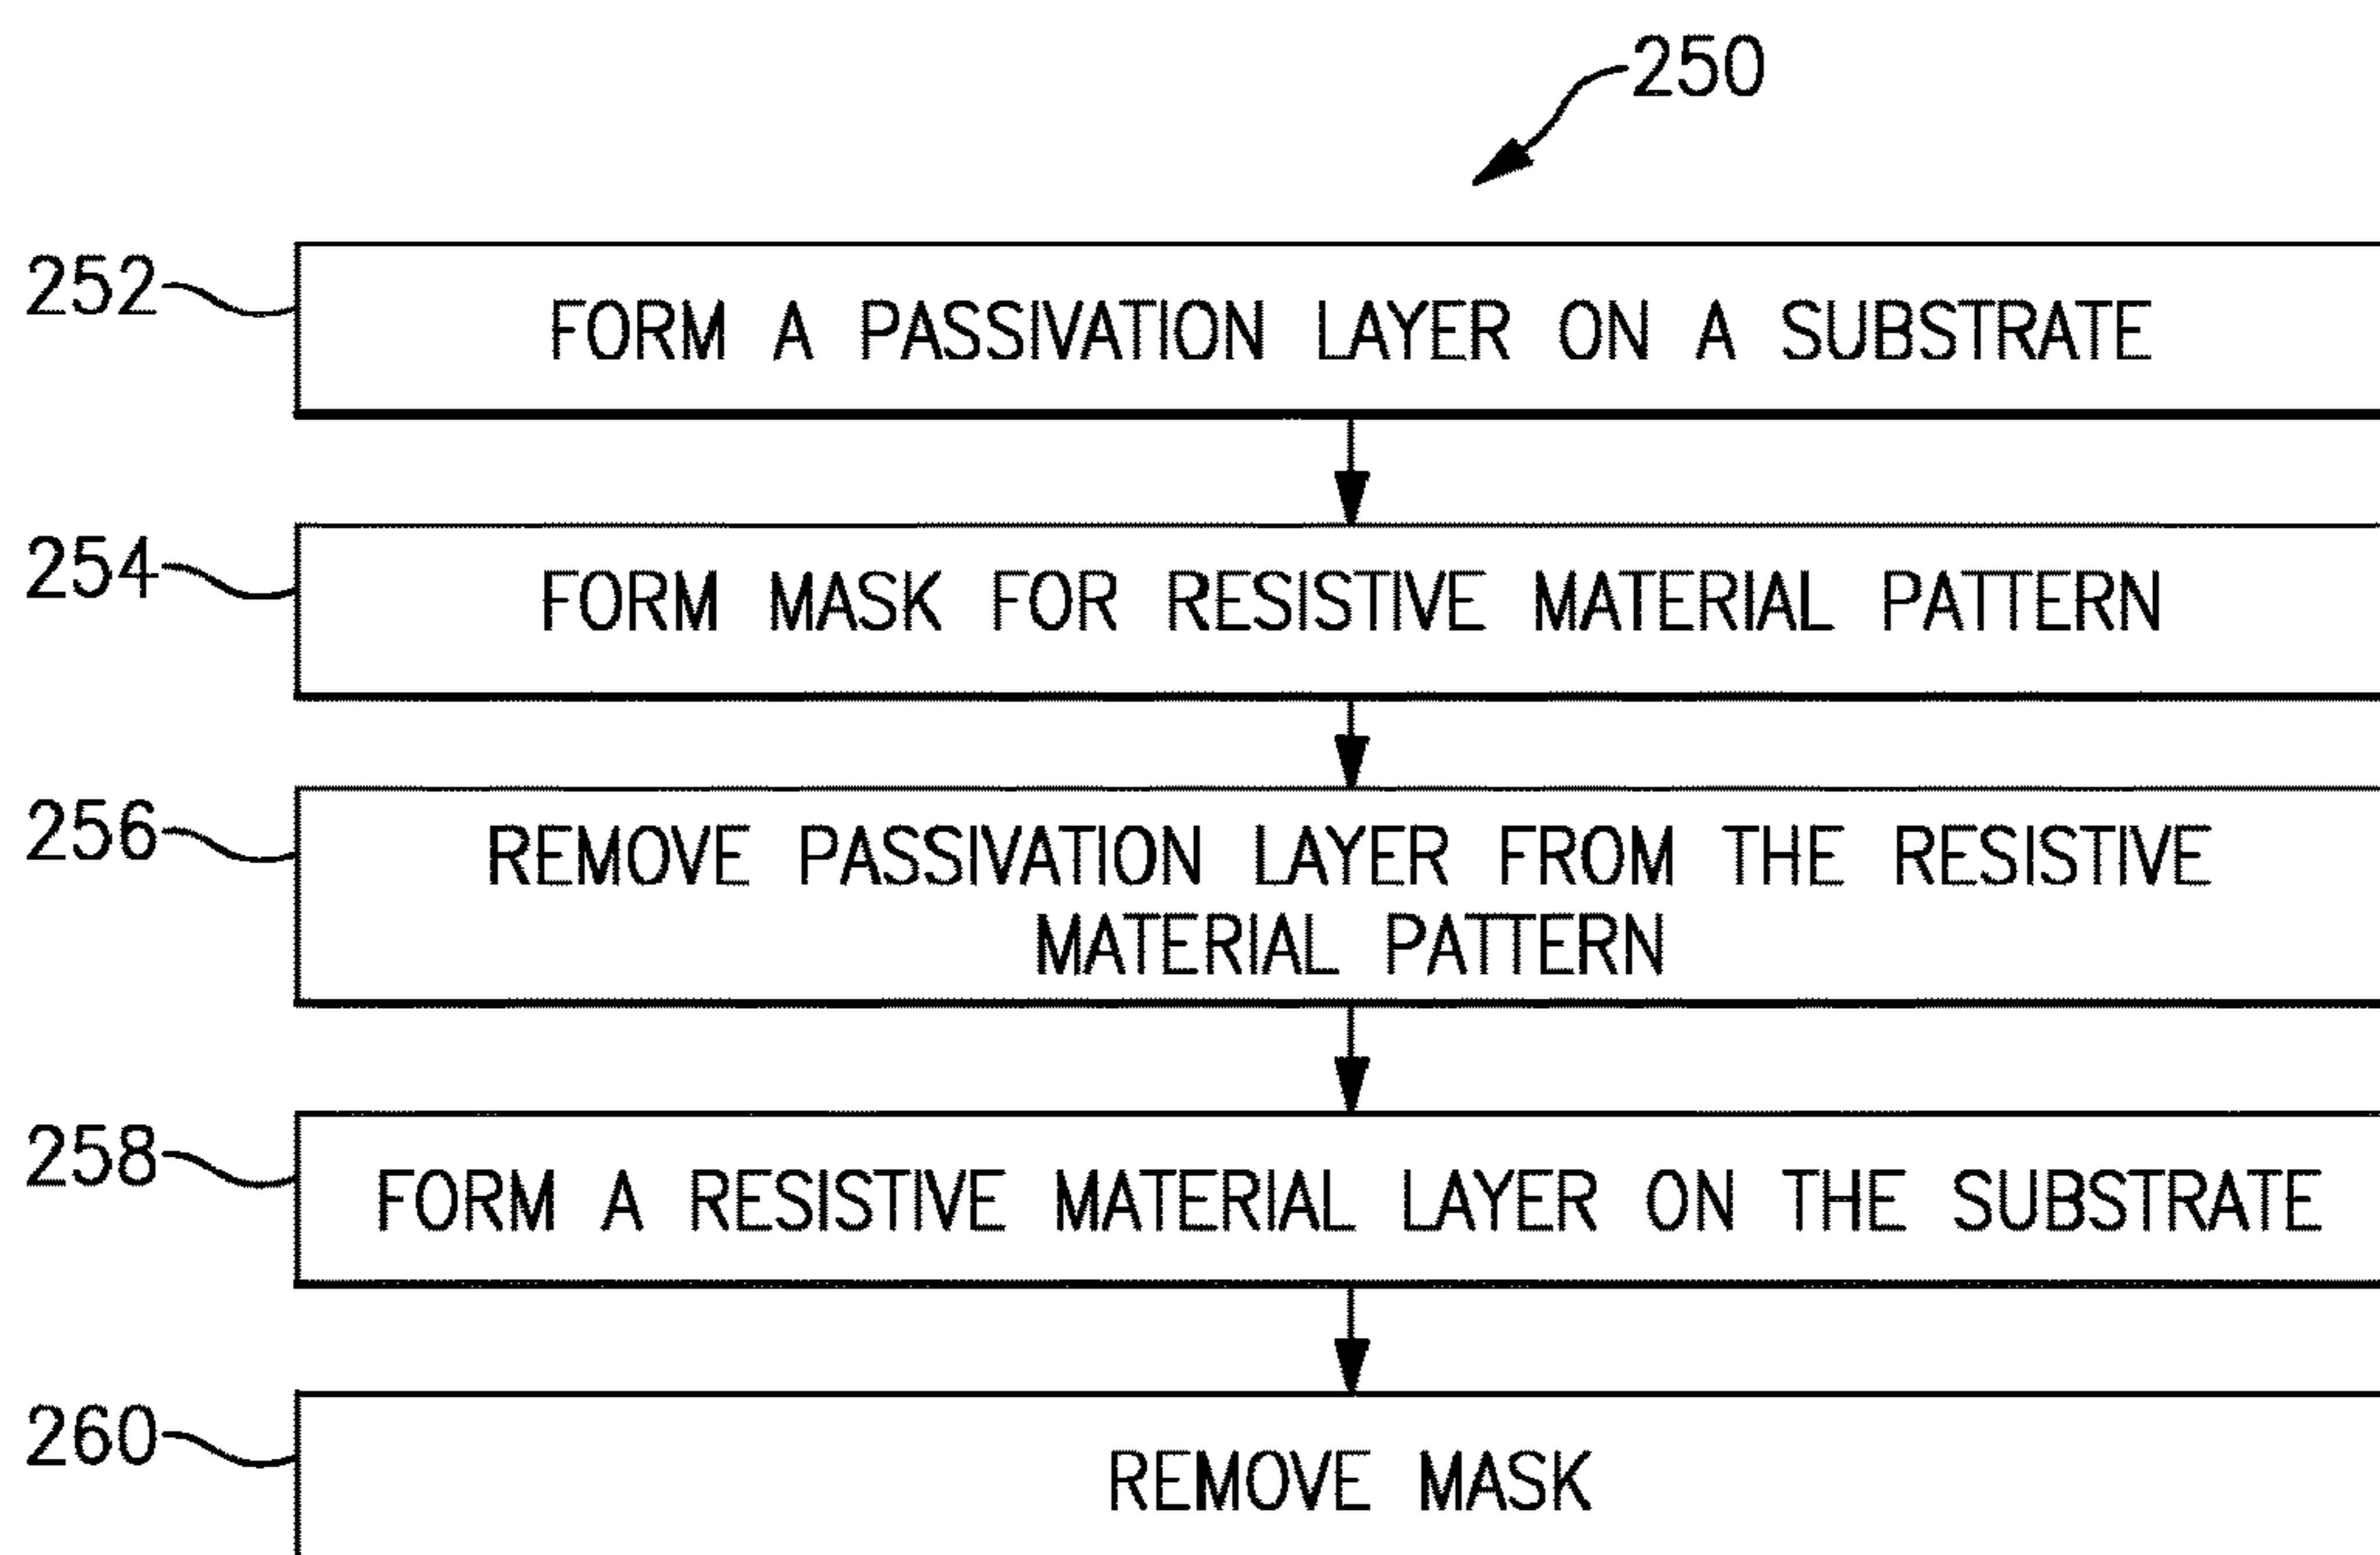 250
252
FORM A PASSIVATION LAYER ON A SUBSTRATE
254
FORM MASK FOR RESISTIVE MATERIAL PATTERN
256
REMOVE PASSIVATION LAYER FROM THE RESISTIVE
MATERIAL PATTERN
258
FORM A RESISTIVE MATERIAL LAYER ON THE SUBSTRATE
260
REMOVE MASK